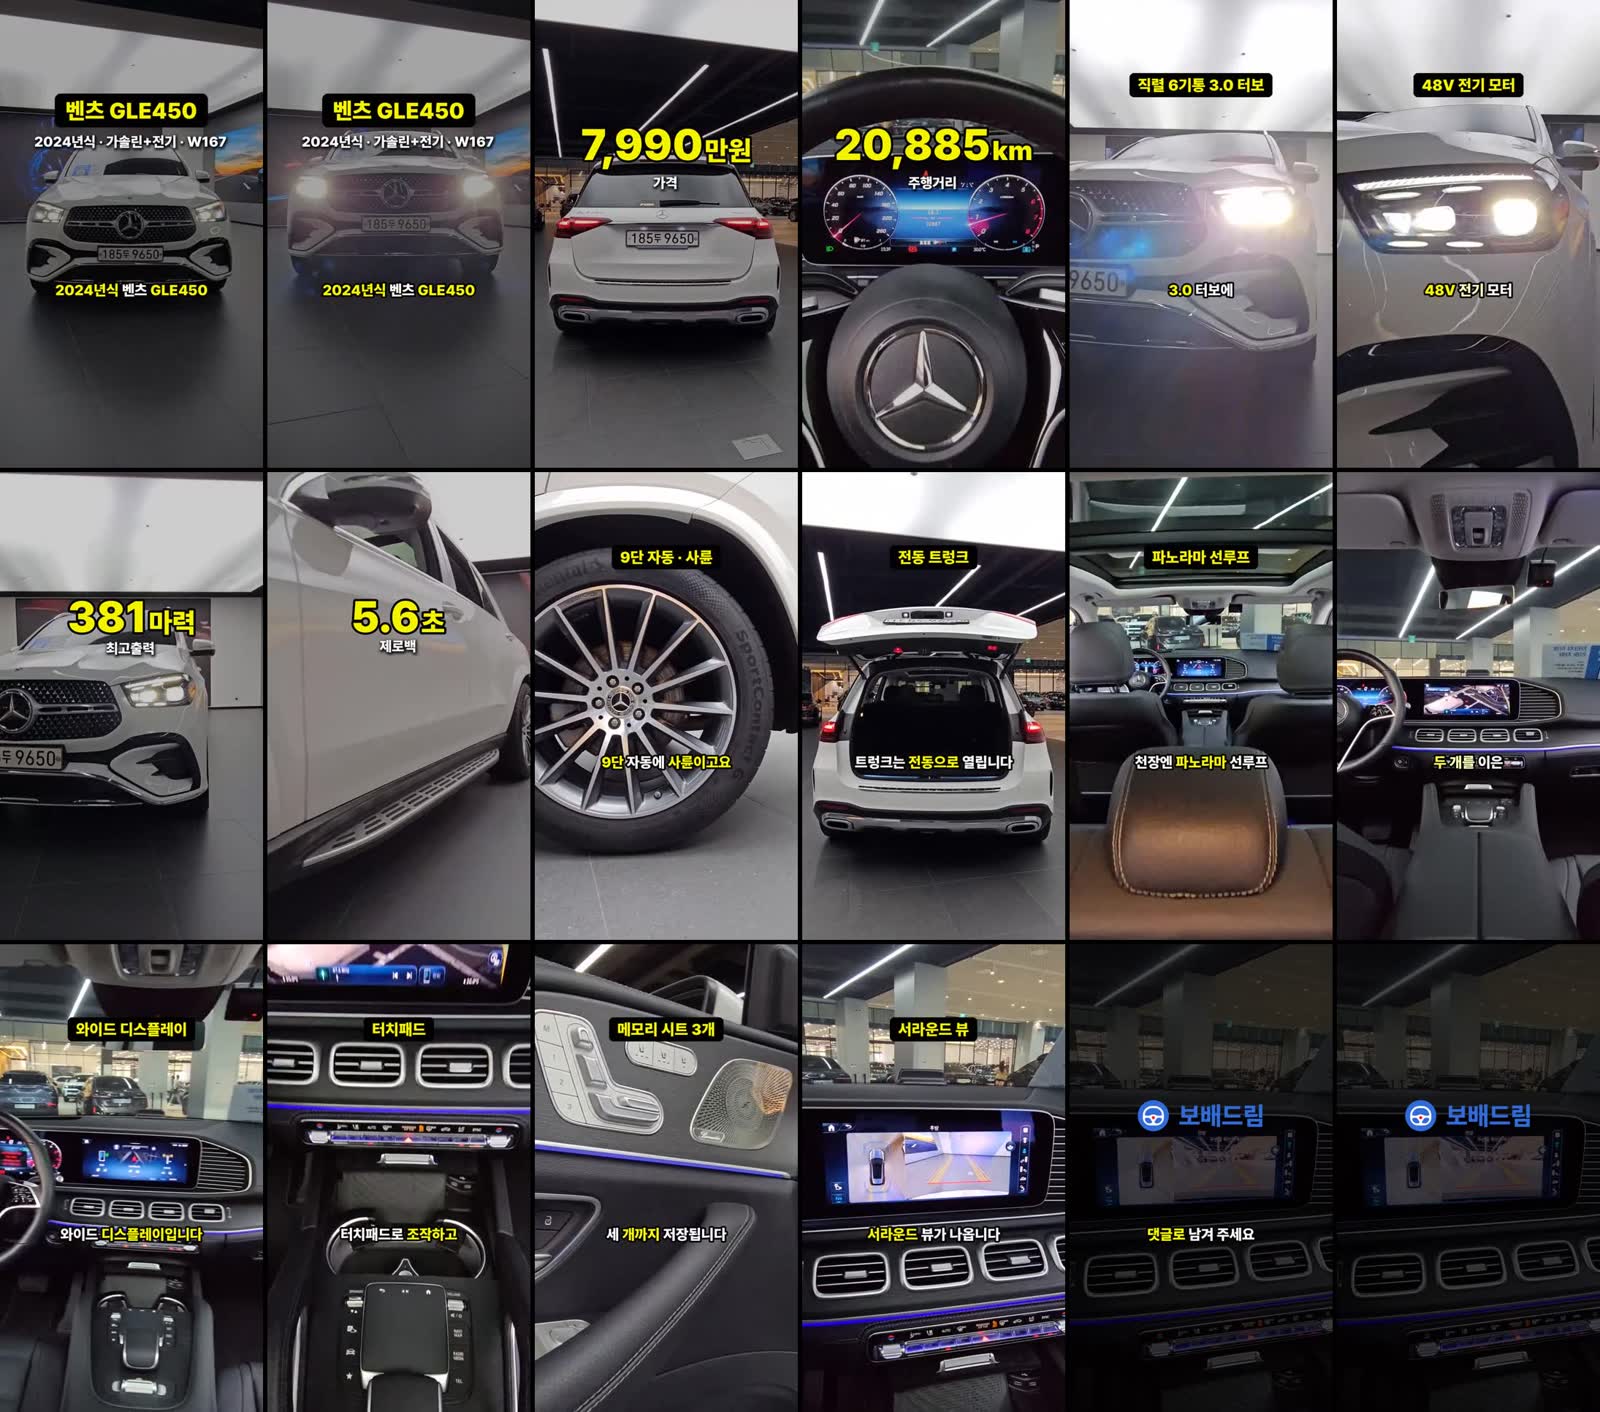 벤츠 GLE450
2024년식 · 가솔린+전기 · W167
185두 9650
2024년식 벤츠 GLE450
벤츠 GLE450
2024년식 · 가솔린+전기 · W167
185두 9650
2024년식 벤츠 GLE450
7,990만원
가격
185두 9650
20,885km
주행거리
직렬 6기통 3.0 터보
9650
3.0 터보에
48V 전기 모터
48V 전기 모터
381마력
최고출력
두 9650
5.6초
제로백
9단 자동 · 사륜
SportContact
9단 자동에 사륜이고요
전동 트렁크
트렁크는 전동으로 열립니다
파노라마 선루프
천장엔 파노라마 선루프
두 개를 이은
와이드 디스플레이
와이드 디스플레이입니다
터치패드
터치패드로 조작하고
메모리 시트 3개
M
1
2
3
세 개까지 저장됩니다
서라운드 뷰
서라운드 뷰가 나옵니다
보배드림
댓글로 남겨 주세요
보배드림